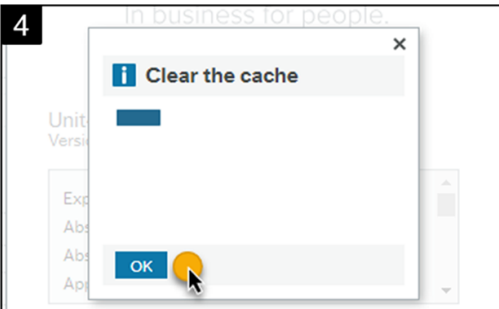 4
In business for people.
Clear the cache
Unit
Versi
Exp
Abs
Abs
App
OK